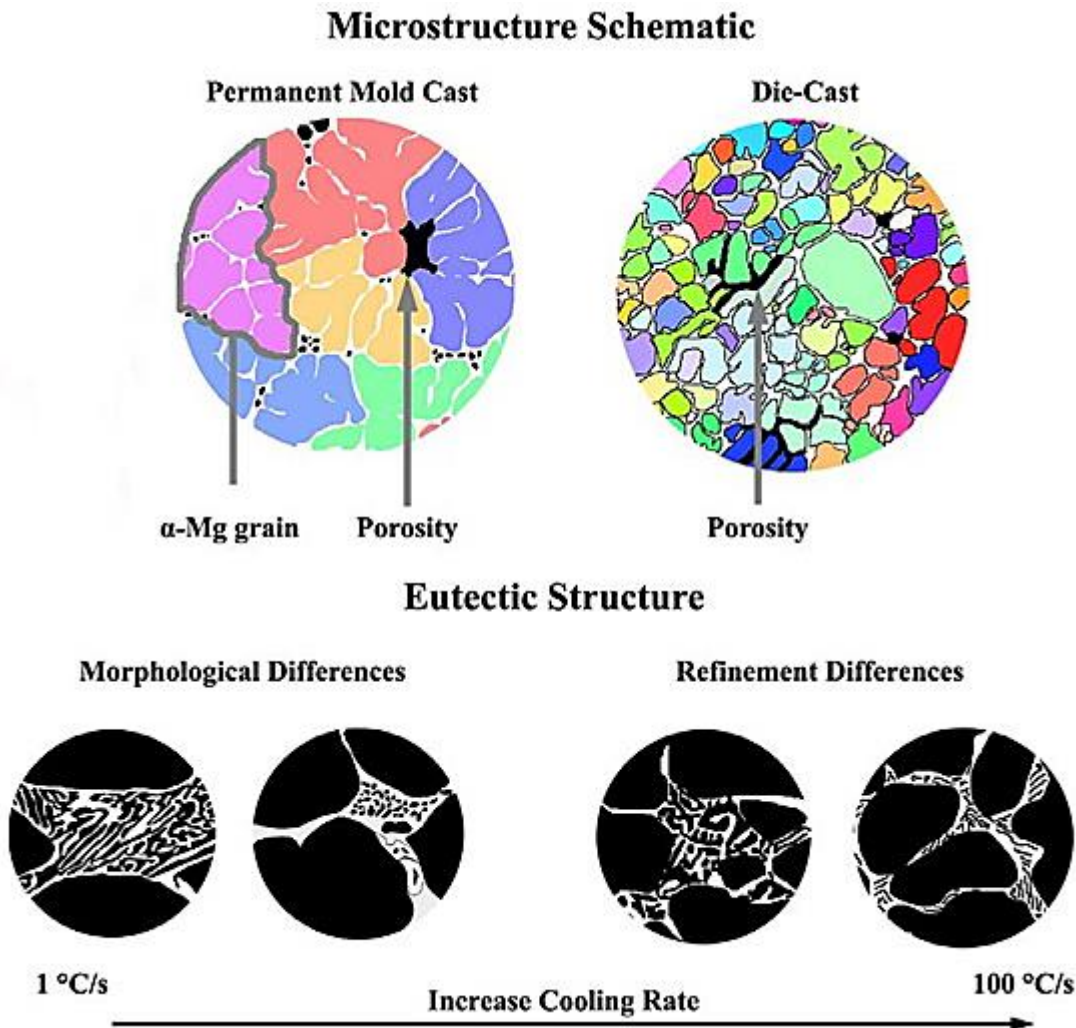 Microstructure Schematic
Permanent Mold Cast
Die-Cast
α-Mg grain
Porosity
Porosity
Eutectic Structure
Morphological Differences
Refinement Differences
1 °C/s
100 °C/s
Increase Cooling Rate